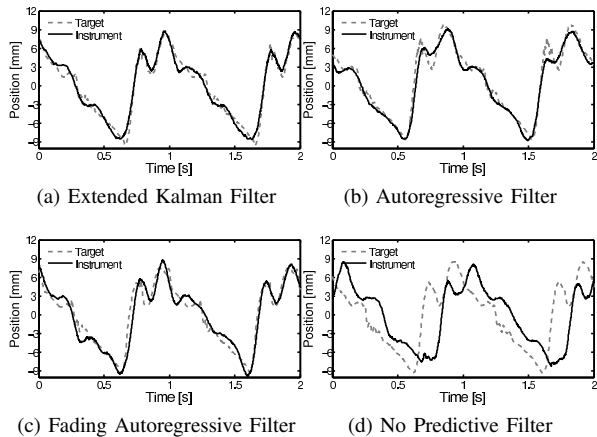 Target
Instrument
Position [mm]
12
9
6
3
0
−3
−6
−9
0
0.5
1
1.5
2
Time [s]
(a) Extended Kalman Filter
Target
Instrument
Position [mm]
12
9
6
3
0
−3
−6
−9
0
0.5
1
1.5
2
Time [s]
(b) Autoregressive Filter
Target
Instrument
Position [mm]
12
9
6
3
0
−3
−6
−9
0
0.5
1
1.5
2
Time [s]
(c) Fading Autoregressive Filter
Target
Instrument
Position [mm]
12
9
6
3
0
−3
−6
−9
0
0.5
1
1.5
2
Time [s]
(d) No Predictive Filter